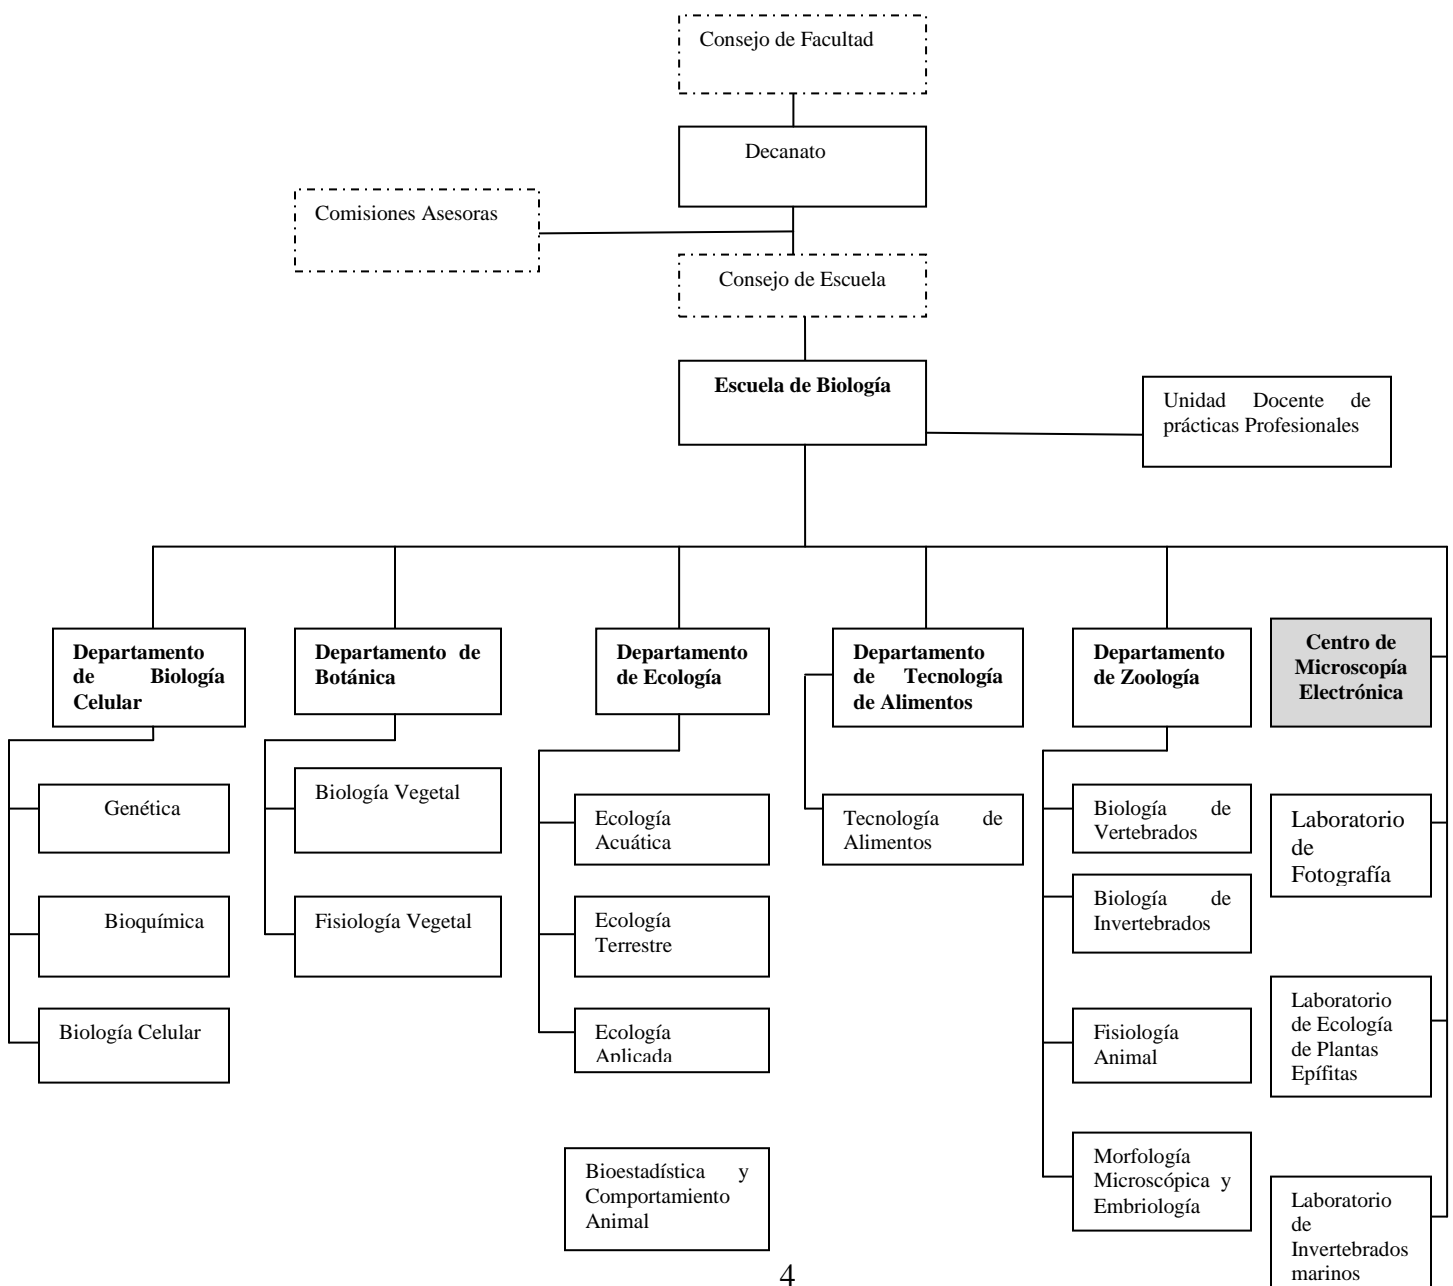 Consejo de Facultad
Decanato
Comisiones Asesoras
Consejo de Escuela
Escuela de Biología
Unidad Docente de
prácticas Profesionales
Departamento
de Biología
Celular
Departamento de
Botánica
Departamento
de Ecología
Departamento
de Tecnología
de Alimentos
Departamento
de Zoología
Centro de
Microscopía
Electrónica
Genética
Bioquímica
Biología Celular
Biología Vegetal
Fisiología Vegetal
Ecología
Acuática
Ecología
Terrestre
Ecología
Aplicada
Bioestadística y
Comportamiento
Animal
Tecnología de
Alimentos
Biología de
Vertebrados
Biología de
Invertebrados
Fisiología
Animal
Morfología
Microscópica y
Embriología
Laboratorio
de
Fotografía
Laboratorio
de Ecología
de Plantas
Epífitas
Laboratorio
de
Invertebrados
marinos
4